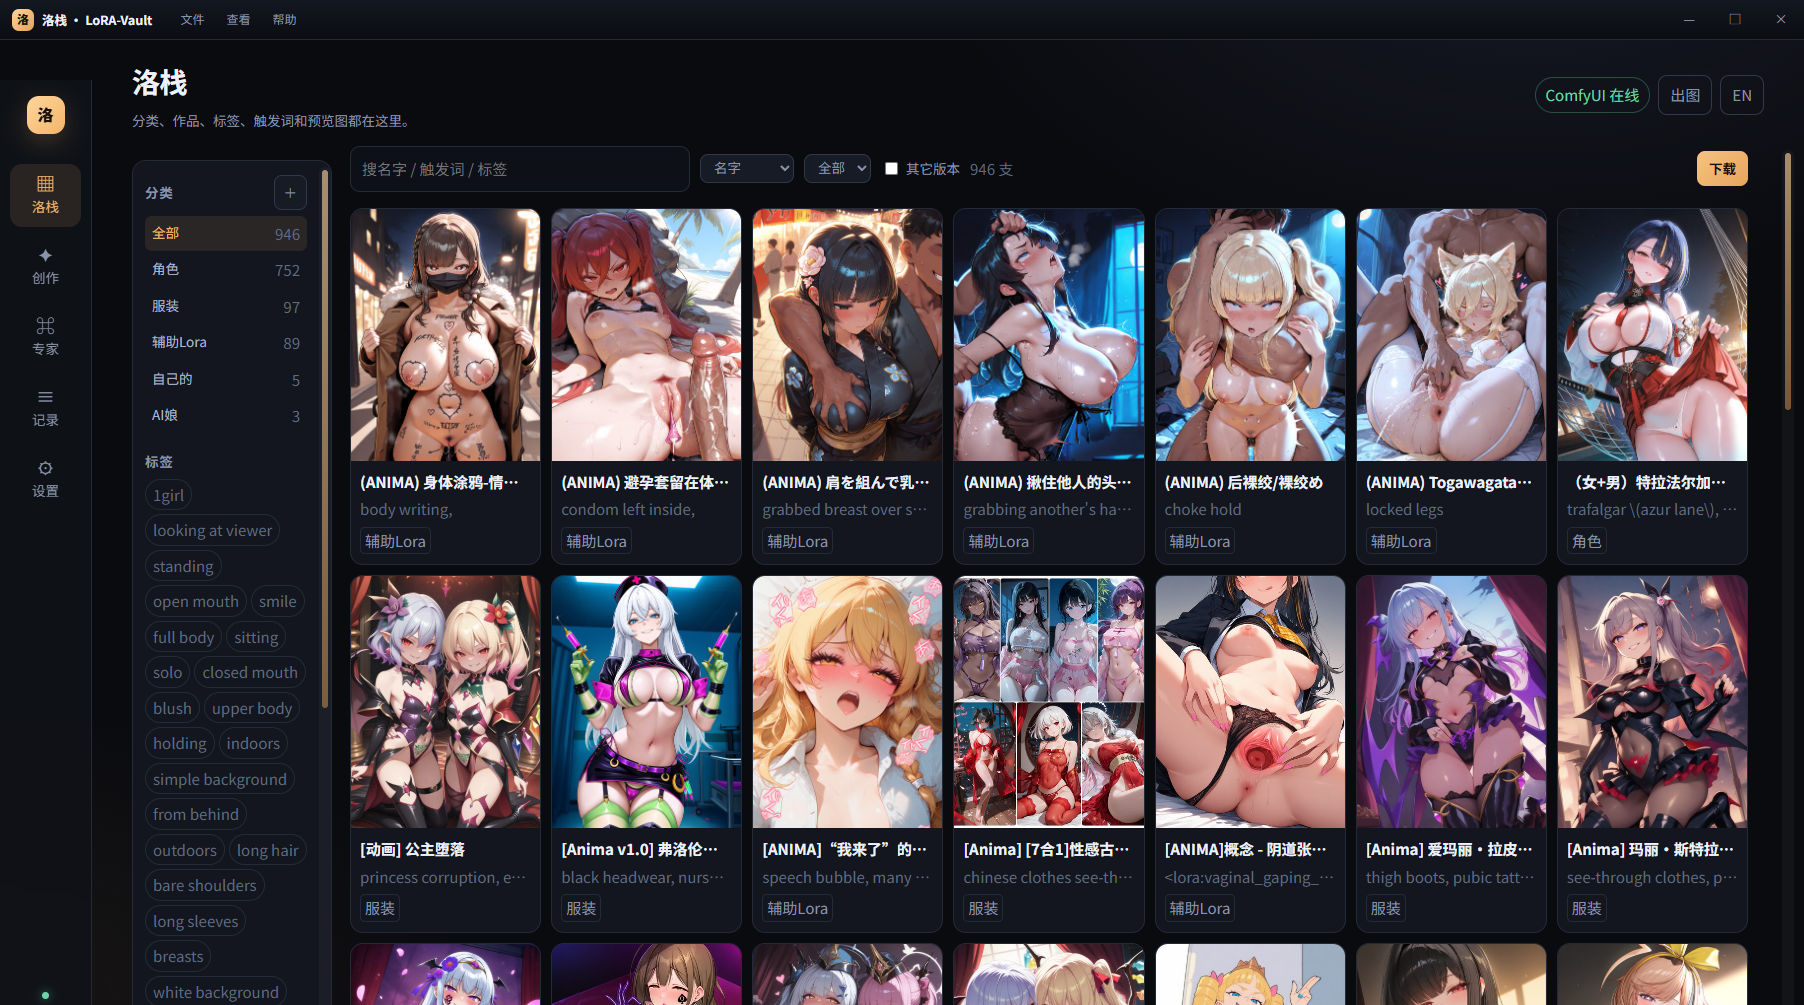 洛 洛栈 • LoRA-Vault 文件 查看 帮助
洛栈
分类、作品、标签、触发词和预览图都在这里。
ComfyUI 在线 出图 EN
洛
洛栈
创作
专家
记录
设置
分类 +
全部 946
角色 752
服装 97
辅助Lora 89
自己的 5
AI娘 3
标签
1girl
looking at viewer
standing
open mouth smile
full body sitting
solo closed mouth
blush upper body
holding indoors
simple background
from behind
outdoors long hair
bare shoulders
long sleeves
breasts
white background
搜名字 / 触发词 / 标签 名字 全部 其它版本 946 支 下载
(ANIMA) 身体涂鸦-情…
body writing,
辅助Lora
(ANIMA) 避孕套留在体…
condom left inside,
辅助Lora
(ANIMA) 肩を組んで乳…
grabbed breast over s…
辅助Lora
(ANIMA) 揪住他人的头…
grabbing another's ha…
辅助Lora
(ANIMA) 后裸绞/裸绞め
choke hold
辅助Lora
(ANIMA) Togawagata…
locked legs
辅助Lora
（女+男）特拉法尔加…
trafalgar \(azur lane\), …
角色
[动画] 公主堕落
princess corruption, e…
服装
[Anima v1.0] 弗洛伦…
black headwear, nurs…
服装
[ANIMA]“我来了”的…
speech bubble, many …
辅助Lora
[Anima] [7合1]性感古…
chinese clothes see-th…
服装
[ANIMA]概念 - 阴道张…
<lora:vaginal_gaping_…
辅助Lora
[Anima] 爱玛丽・拉皮…
thigh boots, pubic tatt…
服装
[Anima] 玛丽・斯特拉…
see-through clothes, p…
服装